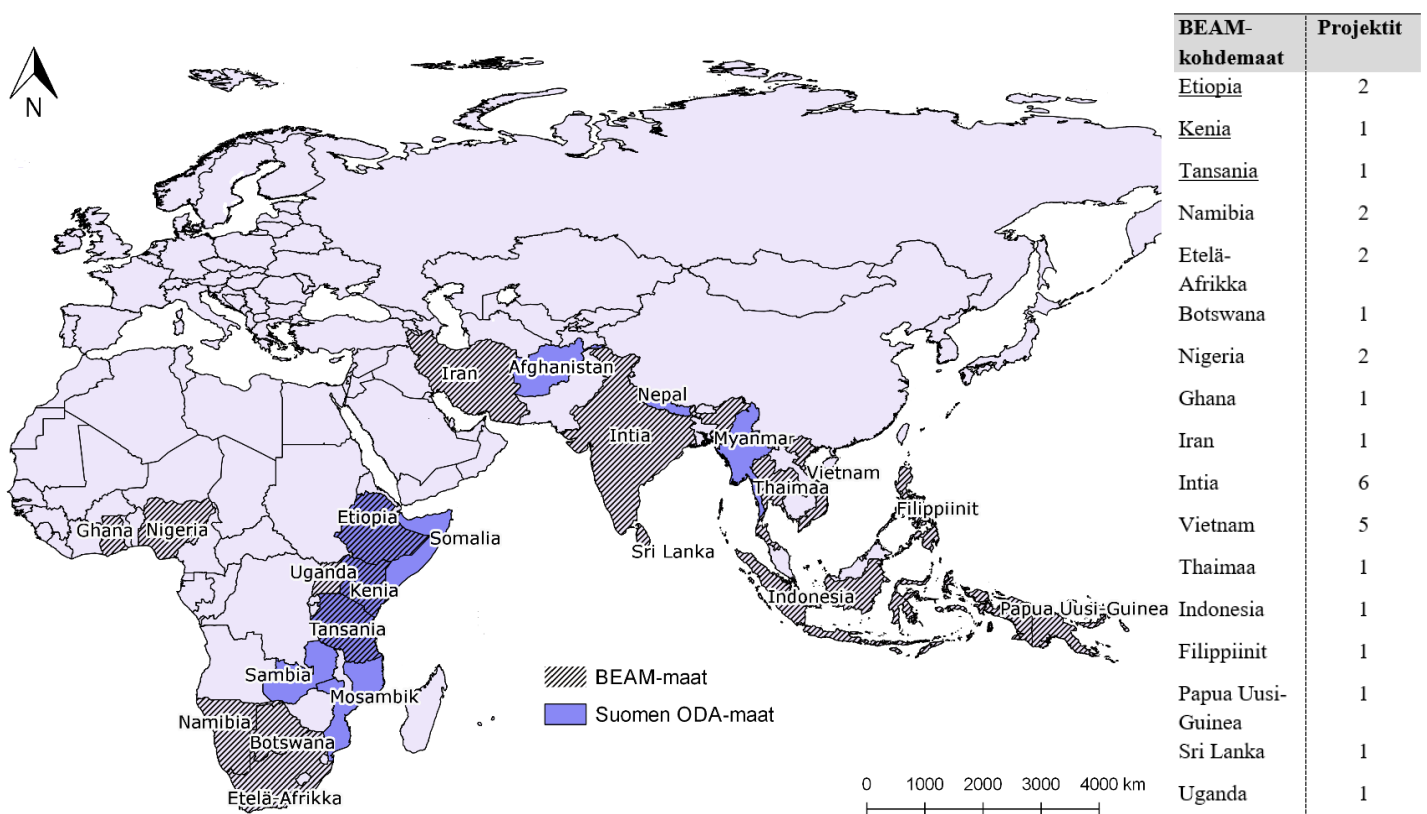 N
Iran
Afghanistan
Nepal
Intia
Myanmar
Vietnam
Thaimaa
Filippiinit
Sri Lanka
Indonesia
Papua Uusi-Guinea
Ghana
Nigeria
Etiopia
Somalia
Uganda
Kenia
Tansania
Sambia
Mosambik
Namibia
Botswana
Etelä-Afrikka
BEAM-maat
Suomen ODA-maat
0 1000 2000 3000 4000 km
BEAM- Projektit
kohdemaat
Etiopia 2
Kenia 1
Tansania 1
Namibia 2
Etelä- 2
Afrikka
Botswana 1
Nigeria 2
Ghana 1
Iran 1
Intia 6
Vietnam 5
Thaimaa 1
Indonesia 1
Filippiinit 1
Papua Uusi- 1
Guinea
Sri Lanka 1
Uganda 1